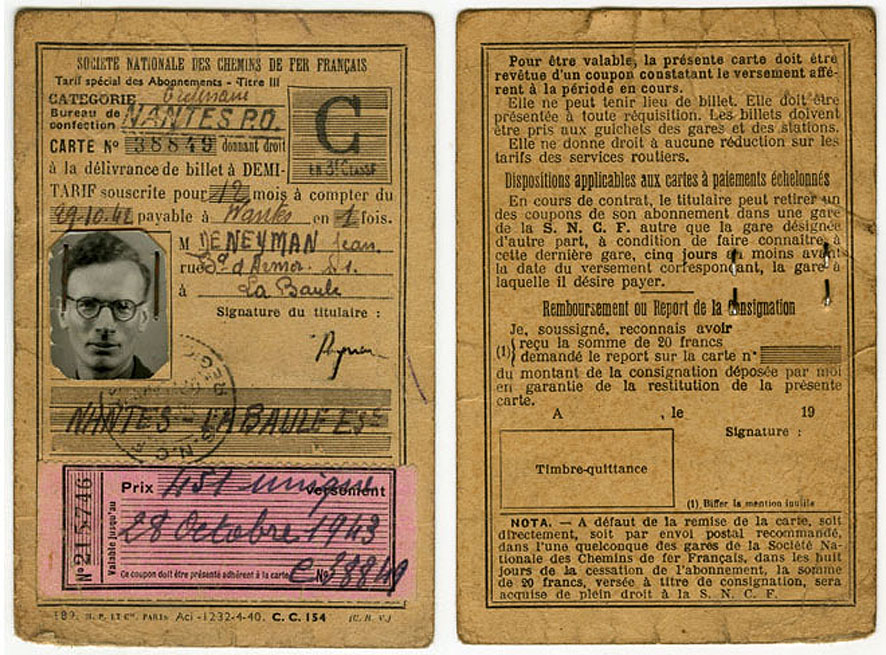 SOCIÉTÉ NATIONALE DES CHEMINS DE FER FRANÇAIS
Tarif spécial des Abonnements - Titre III
CATEGORIE Ordinaire
Bureau de confection NANTES P.O.
CARTE N° 38849 donnant droit
C
EN 3e CLASSE
à la délivrance de billet à DEMI-
TARIF souscrite pour 12 mois à compter du
29-10-42 payable à Nantes en 1 fois.
M DE NEYMAN Jean
rue Bd d'Armor
à La Baule
Signature du titulaire :
NANTES - LA BAULE Esc
Prix 451 unique versement
Valable jusqu'au
28 Octobre 1943
N° 215746
Ce coupon doit être présenté adhérent à la carte C N° 38849
M. P. ET Cie. PARIS Aci -1232-4-40. C. C. 154 (C. H. V.)
Pour être valable, la présente carte doit être
revêtue d'un coupon constatant le versement affé-
rent à la période en cours.
Elle ne peut tenir lieu de billet. Elle doit être
présentée à toute réquisition. Les billets doivent
être pris aux guichets des gares et des stations.
Elle ne donne droit à aucune réduction sur les
tarifs des services routiers.
Dispositions applicables aux cartes à paiements échelonnés
En cours de contrat, le titulaire peut retirer un
des coupons de son abonnement dans une gare
de la S. N. C. F. autre que la gare désignée
d'autre part, à condition de faire connaître à
cette dernière gare, cinq jours au moins avant
la date du versement correspondant, la gare à
laquelle il désire payer.
Remboursement ou Report de la Consignation
Je, soussigné, reconnais avoir
(1) { reçu la somme de 20 francs
demandé le report sur la carte n°
du montant de la consignation déposée par moi
en garantie de la restitution de la présente
carte.
A , le 19
Signature :
Timbre-quittance
(1) Biffer la mention inutile
NOTA. — A défaut de la remise de la carte, soit
directement, soit par envoi postal recommandé,
dans l'une quelconque des gares de la Société Na-
tionale des Chemins de fer Français, dans les huit
jours de la cessation de l'abonnement, la somme
de 20 francs, versée à titre de consignation, sera
acquise de plein droit à la S. N. C. F.